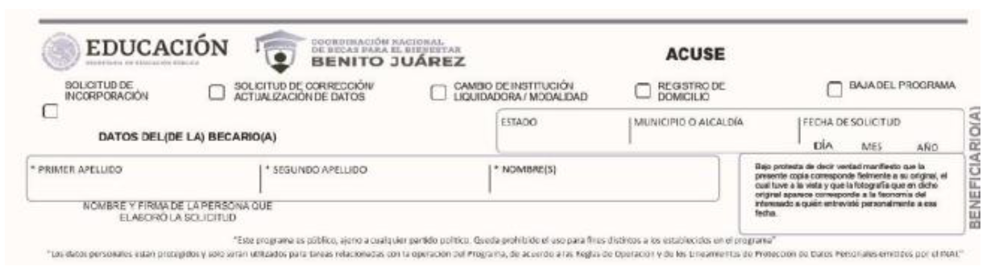 EDUCACIÓN
SECRETARÍA DE EDUCACIÓN PÚBLICA
COORDINACIÓN NACIONAL
DE BECAS PARA EL BIENESTAR
BENITO JUÁREZ
ACUSE
SOLICITUD DE
INCORPORACIÓN
SOLICITUD DE CORRECCIÓN/
ACTUALIZACIÓN DE DATOS
CAMBIO DE INSTITUCIÓN
LIQUIDADORA / MODALIDAD
REGISTRO DE
DOMICILIO
BAJA DEL PROGRAMA
DATOS DEL(DE LA) BECARIO(A)
ESTADO
MUNICIPIO O ALCALDÍA
FECHA DE SOLICITUD
DÍA MES AÑO
* PRIMER APELLIDO
* SEGUNDO APELLIDO
* NOMBRE(S)
Bajo protesta de decir verdad manifiesto que la
presente copia corresponde fielmente a su original, el
cual tuve a la vista y que la fotografía que en dicho
original aparece corresponde a la fisonomía del
interesado a quién entrevisté personalmente a esa
fecha.
BENEFICIARIO(A)
NOMBRE Y FIRMA DE LA PERSONA QUE
ELABORÓ LA SOLICITUD
"Este programa es público, ajeno a cualquier partido político. Queda prohibido el uso para fines distintos a los establecidos en el programa"
"Los datos personales están protegidos y solo serán utilizados para tareas relacionadas con la operación del Programa, de acuerdo a las Reglas de Operación y de los Lineamientos de Protección de Datos Personales emitidos por el INAI."